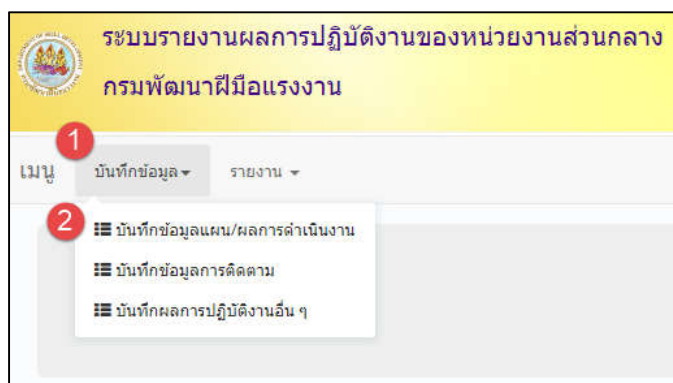 ระบบรายงานผลการปฏิบัติงานของหน่วยงานส่วนกลาง
กรมพัฒนาฝีมือแรงงาน
1
เมนู บันทึกข้อมูล รายงาน
2
บันทึกข้อมูลแผน/ผลการดำเนินงาน
บันทึกข้อมูลการติดตาม
บันทึกผลการปฏิบัติงานอื่น ๆ